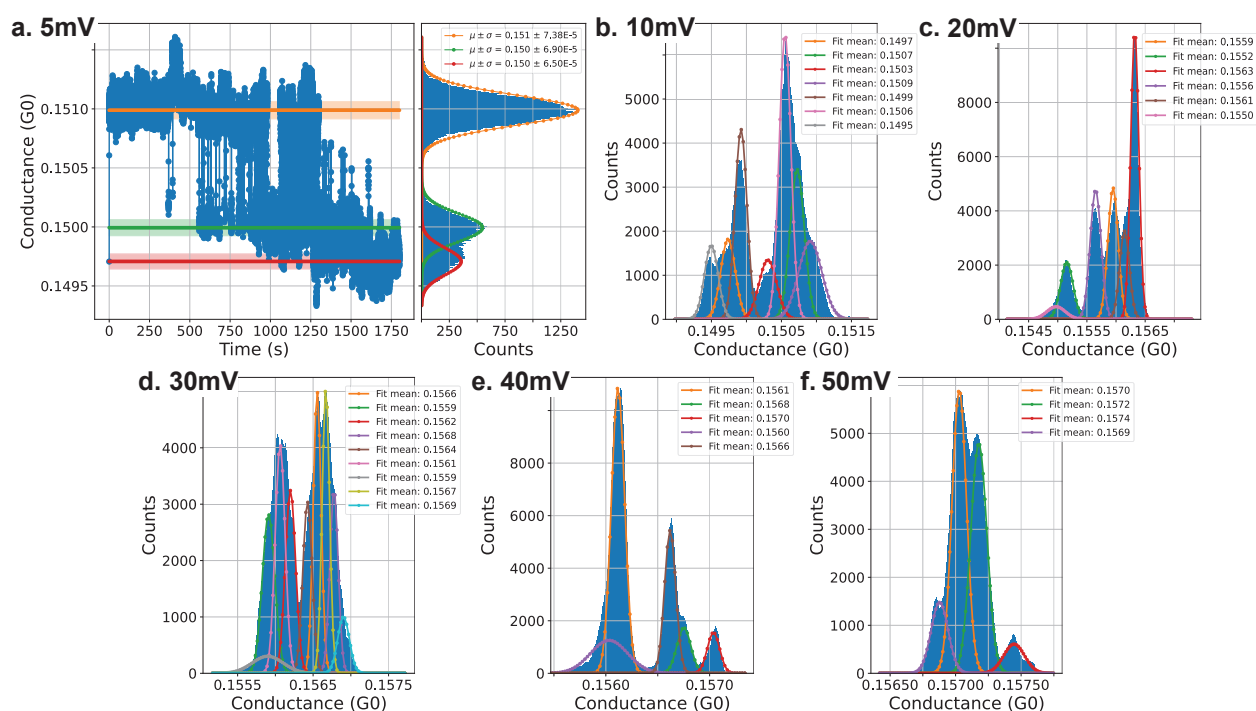 a. 5mV
μ ± σ = 0,151 ± 7,38E-5
μ ± σ = 0,150 ± 6,90E-5
μ ± σ = 0,150 ± 6,50E-5
Conductance (G0)
0.1510
0.1505
0.1500
0.1495
0 250 500 750 1000 1250 1500 1750
Time (s)
250 750 1250
Counts
b. 10mV
Fit mean: 0.1497
Fit mean: 0.1507
Fit mean: 0.1503
Fit mean: 0.1509
Fit mean: 0.1499
Fit mean: 0.1506
Fit mean: 0.1495
Counts
6000
5000
4000
3000
2000
1000
0
0.1495 0.1505 0.1515
Conductance (G0)
c. 20mV
Fit mean: 0.1559
Fit mean: 0.1552
Fit mean: 0.1563
Fit mean: 0.1556
Fit mean: 0.1561
Fit mean: 0.1550
Counts
8000
6000
4000
2000
0
0.1545 0.1555 0.1565
Conductance (G0)
d. 30mV
Fit mean: 0.1566
Fit mean: 0.1559
Fit mean: 0.1562
Fit mean: 0.1568
Fit mean: 0.1564
Fit mean: 0.1561
Fit mean: 0.1559
Fit mean: 0.1567
Fit mean: 0.1569
Counts
4000
3000
2000
1000
0
0.1555 0.1565 0.1575
Conductance (G0)
e. 40mV
Fit mean: 0.1561
Fit mean: 0.1568
Fit mean: 0.1570
Fit mean: 0.1560
Fit mean: 0.1566
Counts
8000
6000
4000
2000
0
0.1560 0.1570
Conductance (G0)
f. 50mV
Fit mean: 0.1570
Fit mean: 0.1572
Fit mean: 0.1574
Fit mean: 0.1569
Counts
5000
4000
3000
2000
1000
0
0.15650 0.15700 0.15750
Conductance (G0)